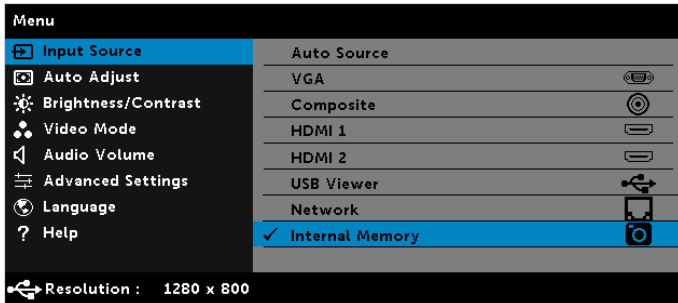 Menu
Input Source
Auto Adjust
Brightness/Contrast
Video Mode
Audio Volume
Advanced Settings
Language
? Help
Auto Source
VGA
Composite
HDMI 1
HDMI 2
USB Viewer
Network
✓ Internal Memory
Resolution : 1280 x 800